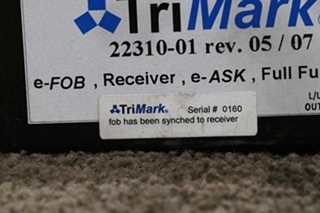 TriMark
22310-01 rev. 05 / 07
e-FOB , Receiver , e-ASK , Full Fu
L/U
OUT
TriMark. Serial # 0160
fob has been synched to receiver